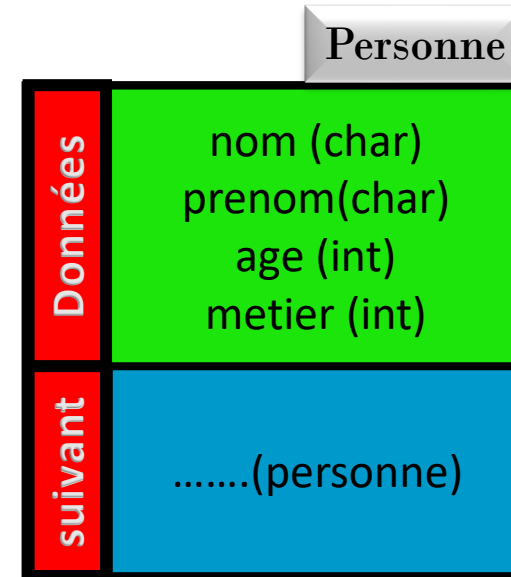 Personne
Données
nom (char)
prenom(char)
age (int)
metier (int)
suivant
…….(personne)